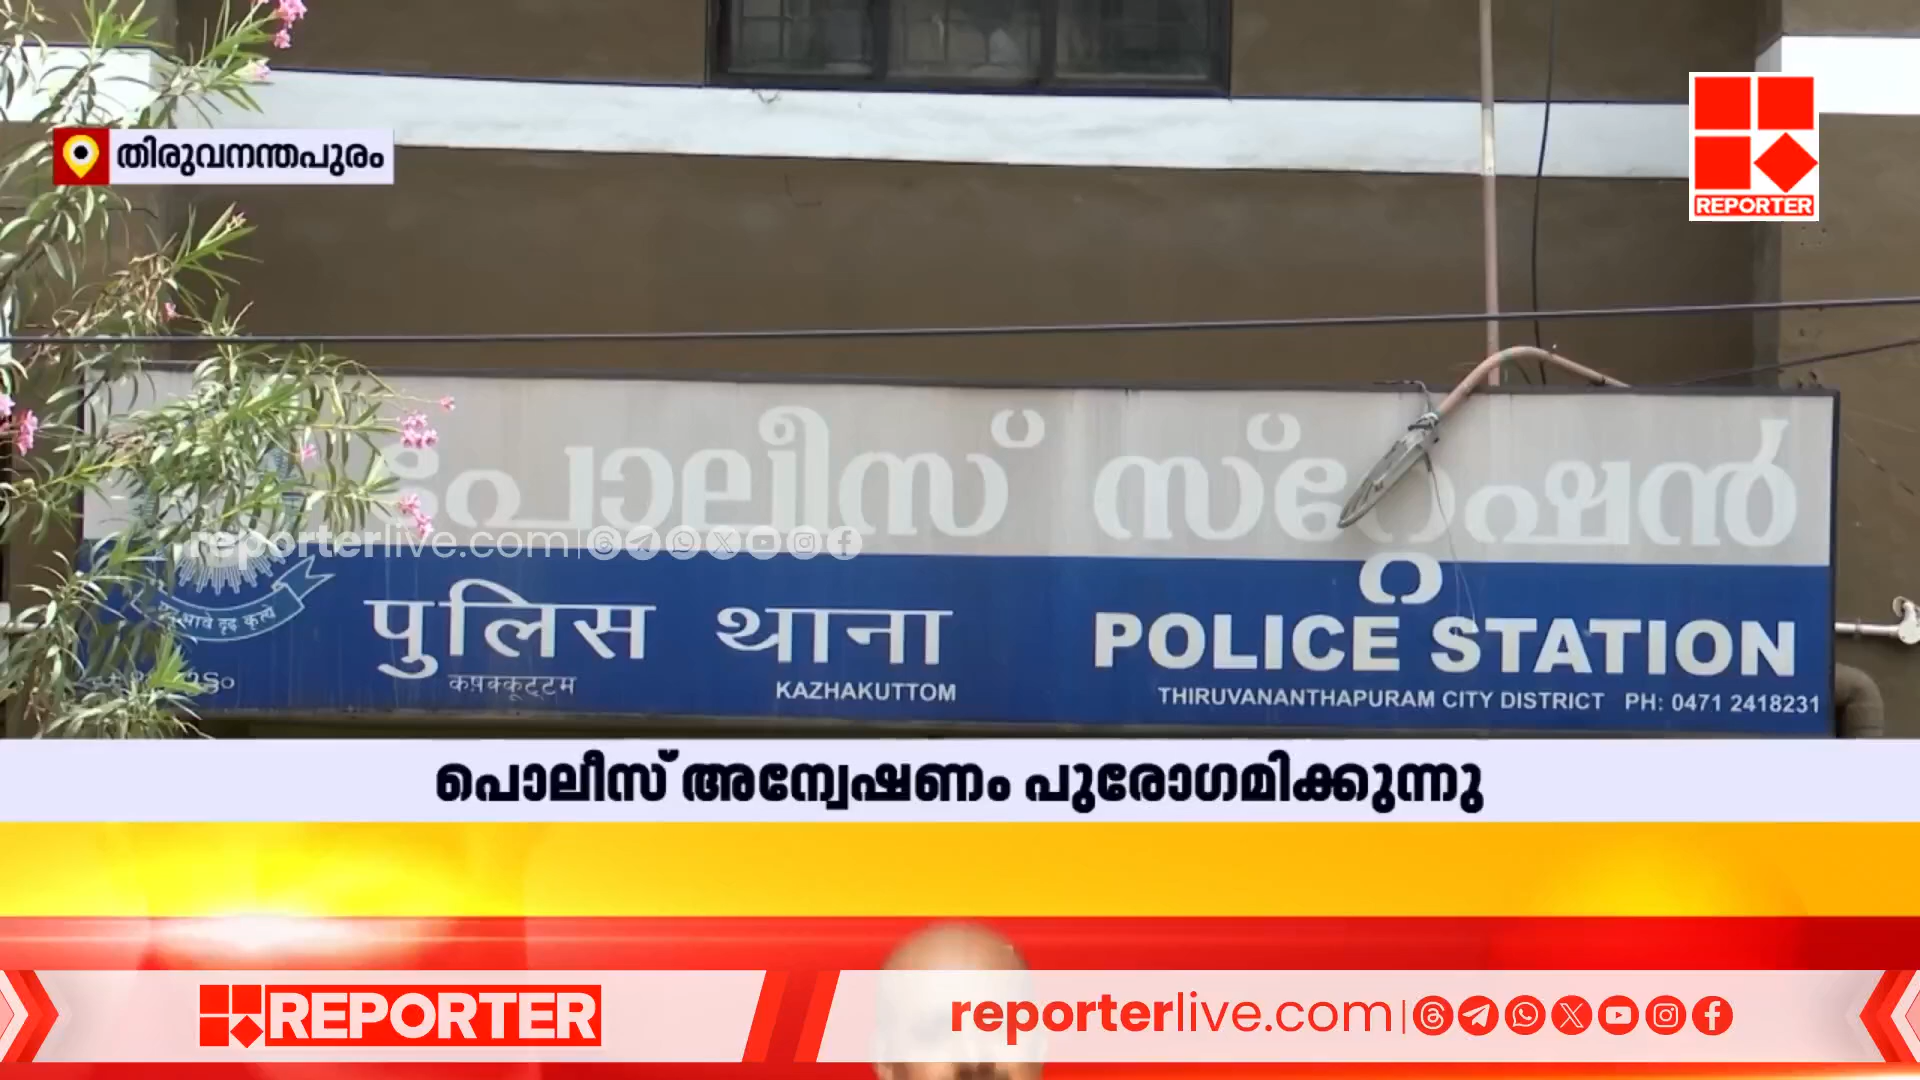 തിരുവനന്തപുരം
REPORTER
പോലീസ് സ്റ്റേഷൻ
reporterlive.com
पुलिस थाना
POLICE STATION
कषक्कूट्टम
KAZHAKUTTOM
THIRUVANANTHAPURAM CITY DISTRICT PH: 0471 2418231
പൊലീസ് അന്വേഷണം പുരോഗമിക്കുന്നു
REPORTER
reporterlive.com